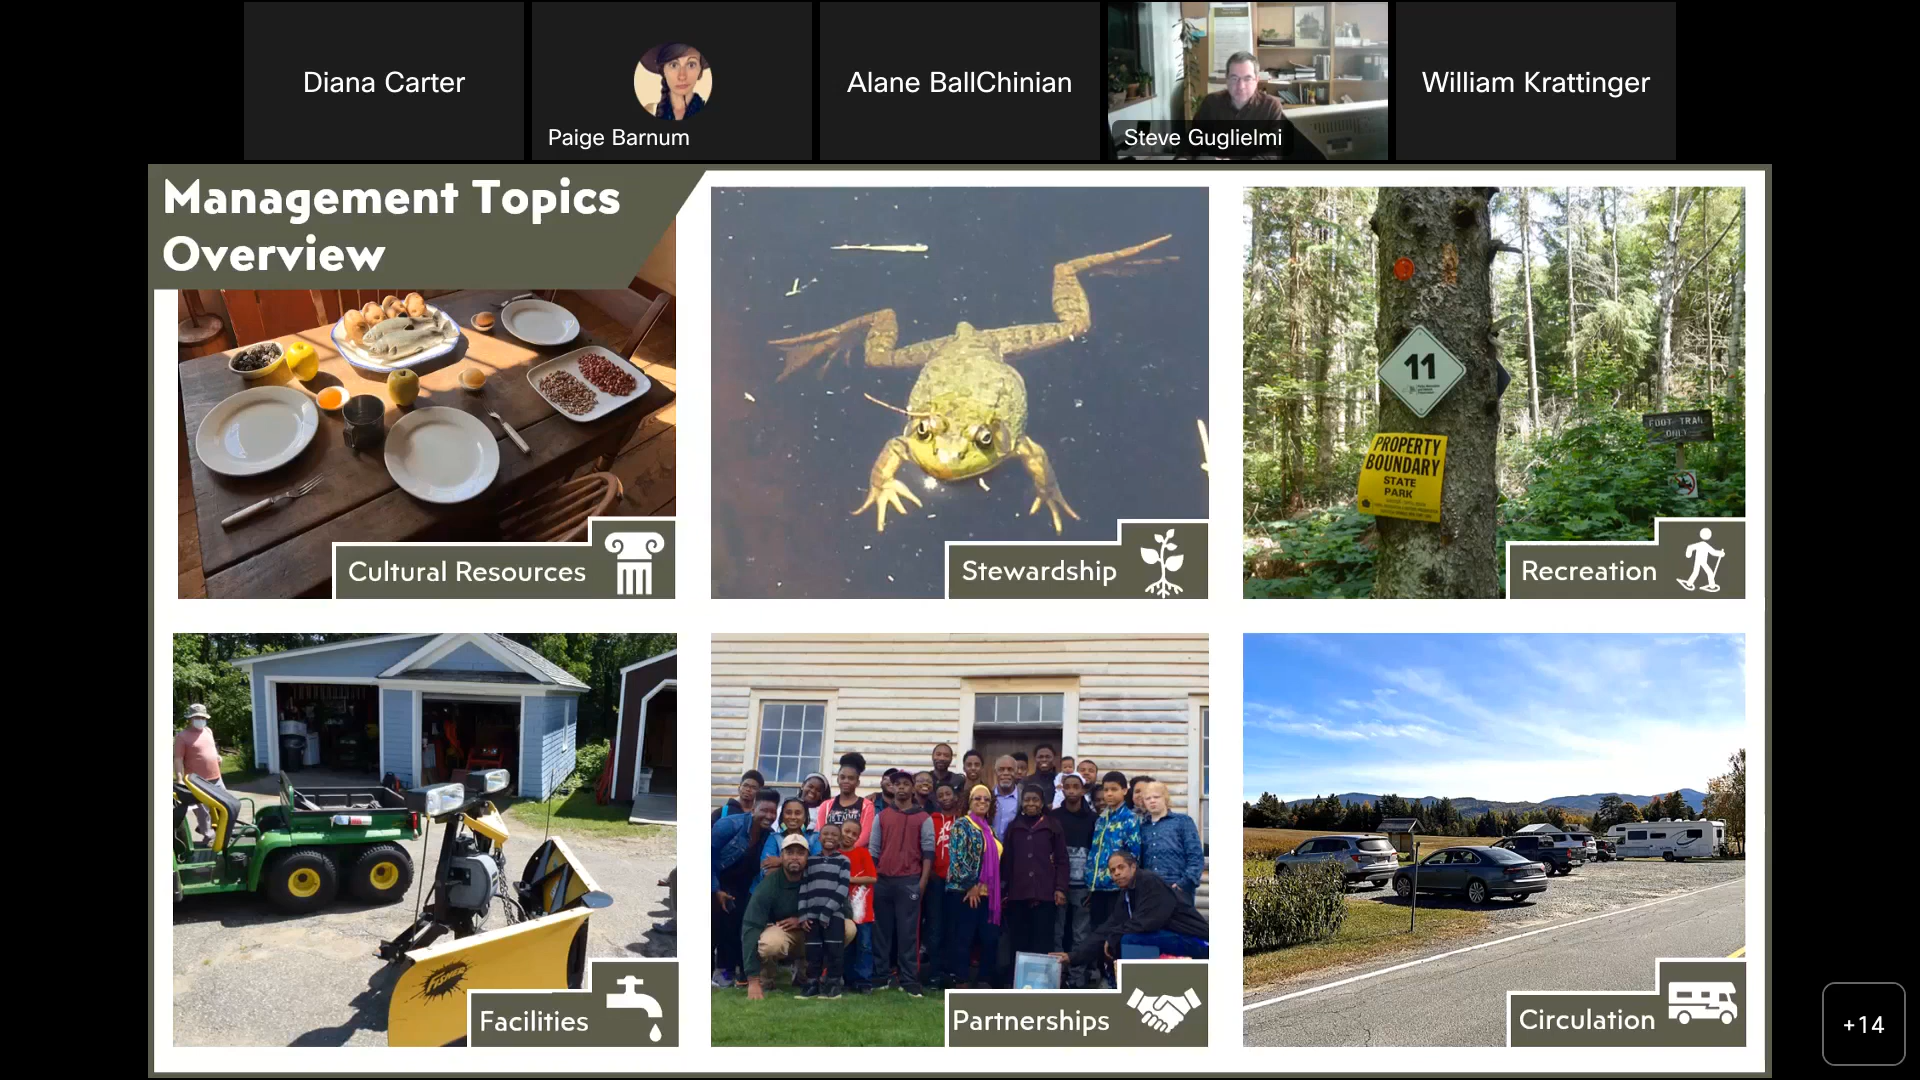 Diana Carter
Paige Barnum
Alane BallChinian
Steve Guglielmi
William Krattinger
Management Topics
Overview
Cultural Resources
Stewardship
11
PROPERTY
BOUNDARY
STATE
PARK
FOOT TRAIL
ONLY
Recreation
FISHER
Facilities
Partnerships
Circulation
+14